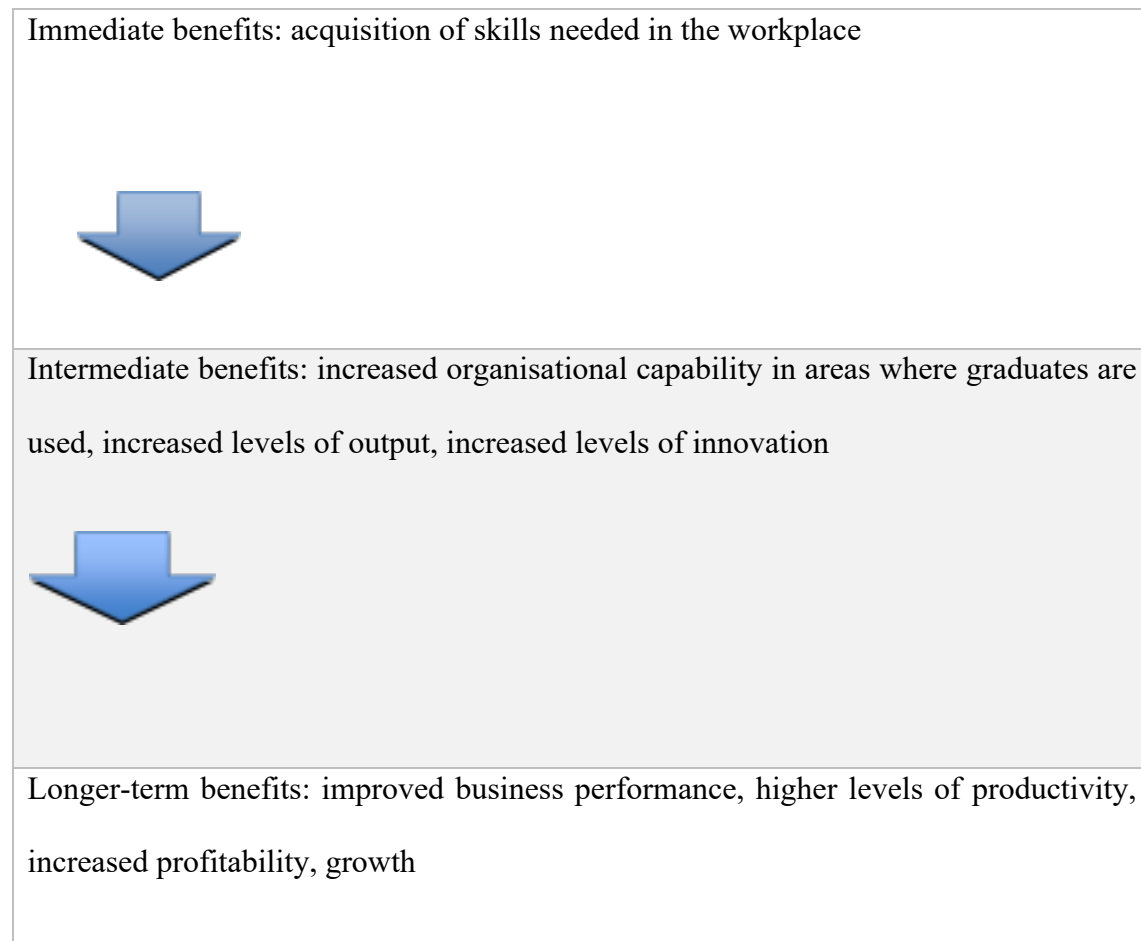 Immediate benefits: acquisition of skills needed in the workplace
Intermediate benefits: increased organisational capability in areas where graduates are
used, increased levels of output, increased levels of innovation
Longer-term benefits: improved business performance, higher levels of productivity,
increased profitability, growth